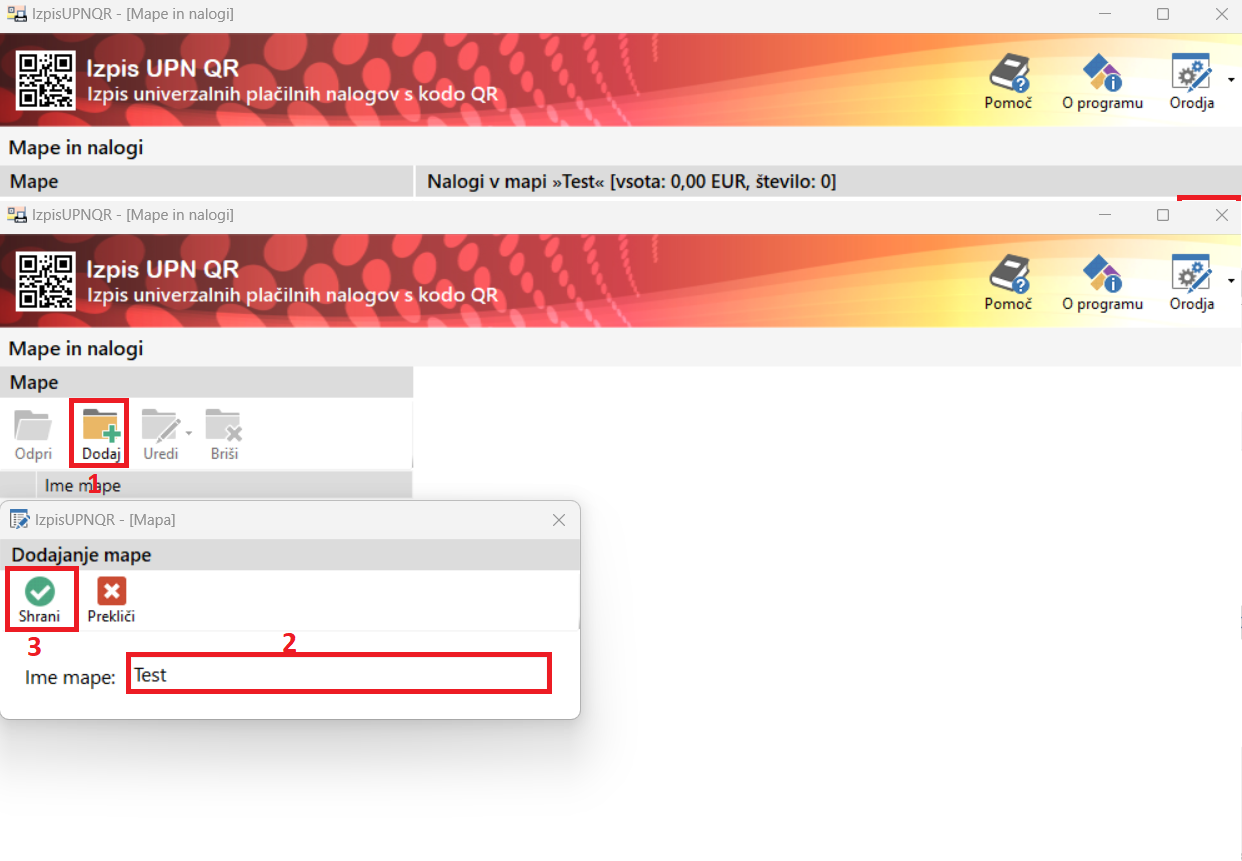 IzpisUPNQR - [Mape in nalogi]
Izpis UPN QR
Izpis univerzalnih plačilnih nalogov s kodo QR
Pomoč O programu Orodja
Mape in nalogi
Mape Nalogi v mapi »Test« [vsota: 0,00 EUR, število: 0]
IzpisUPNQR - [Mape in nalogi]
Izpis UPN QR
Izpis univerzalnih plačilnih nalogov s kodo QR
Pomoč O programu Orodja
Mape in nalogi
Mape
Odpri Dodaj Uredi Briši
1
Ime mape
IzpisUPNQR - [Mapa]
Dodajanje mape
Shrani Prekliči
3 2
Ime mape: Test